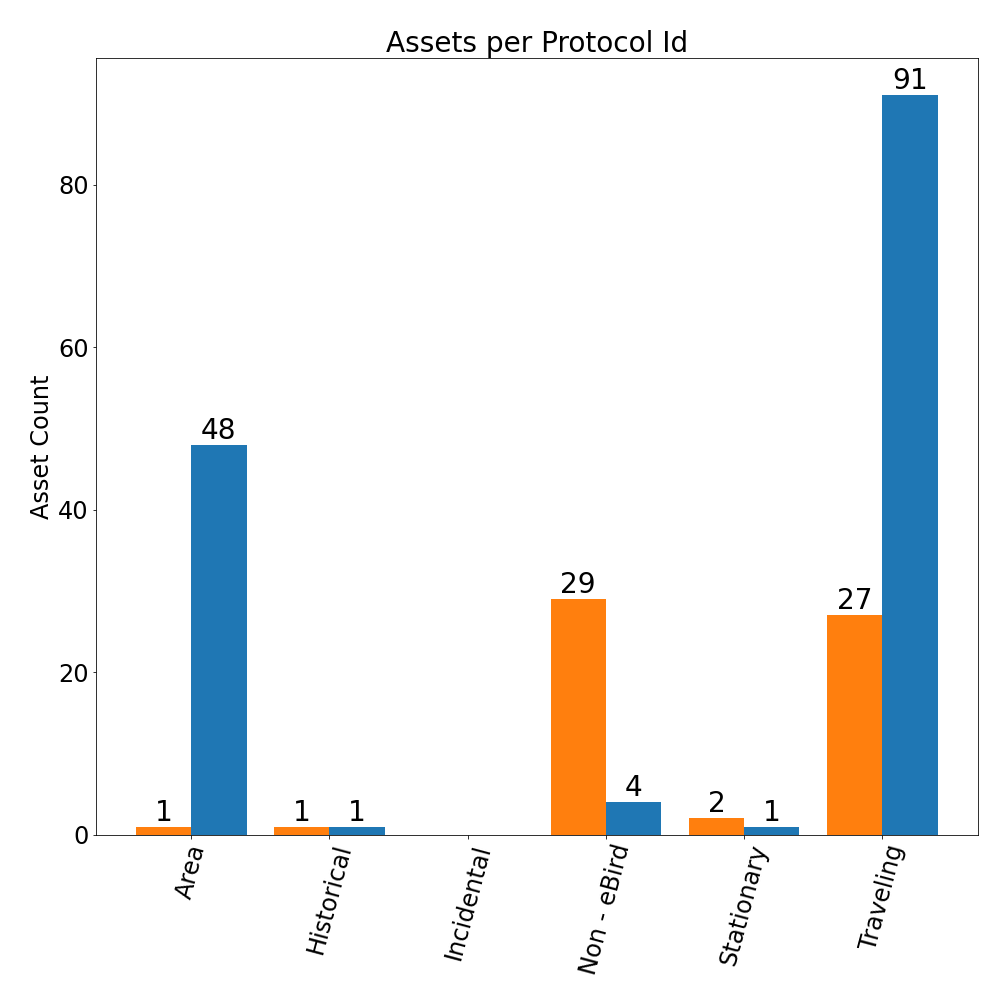 Assets per Protocol Id
Asset Count
80
60
40
20
0
1
48
1
1
29
4
2
1
27
91
Area
Historical
Incidental
Non - eBird
Stationary
Traveling